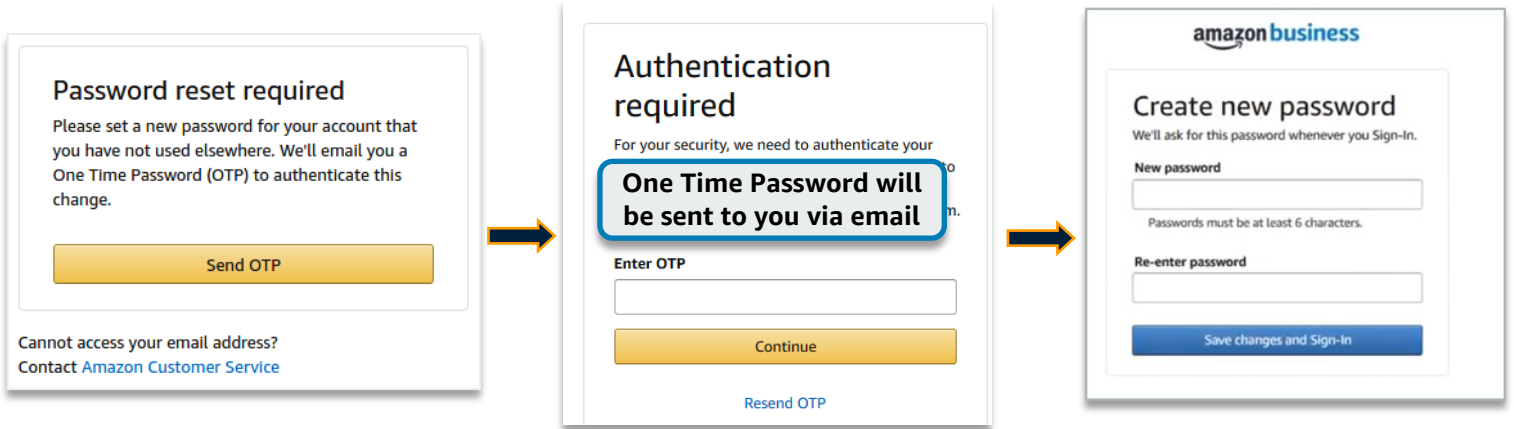 Password reset required
Please set a new password for your account that
you have not used elsewhere. We'll email you a
One Time Password (OTP) to authenticate this
change.
Send OTP
Cannot access your email address?
Contact Amazon Customer Service
Authentication
required
For your security, we need to authenticate your
to
One Time Password will
be sent to you via email
Enter OTP
Continue
Resend OTP
amazon business
Create new password
We'll ask for this password whenever you Sign-In.
New password
Passwords must be at least 6 characters.
Re-enter password
Save changes and Sign-In